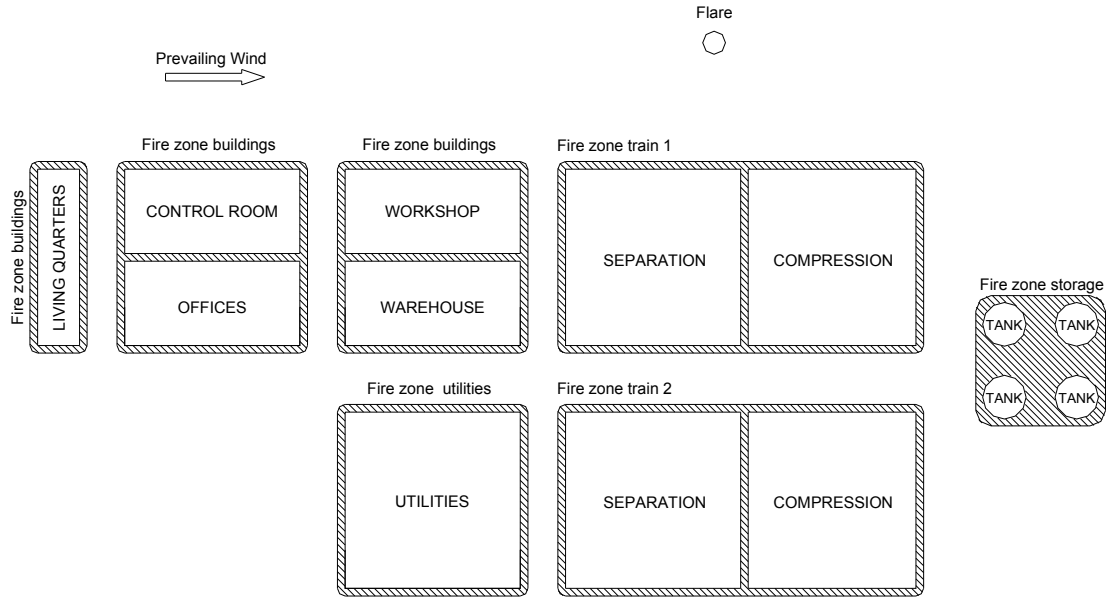 Flare
Prevailing Wind
Fire zone buildings
Fire zone buildings
Fire zone train 1
Fire zone buildings
LIVING QUARTERS
CONTROL ROOM
WORKSHOP
SEPARATION
COMPRESSION
OFFICES
WAREHOUSE
Fire zone storage
TANK
TANK
TANK
TANK
Fire zone utilities
Fire zone train 2
UTILITIES
SEPARATION
COMPRESSION